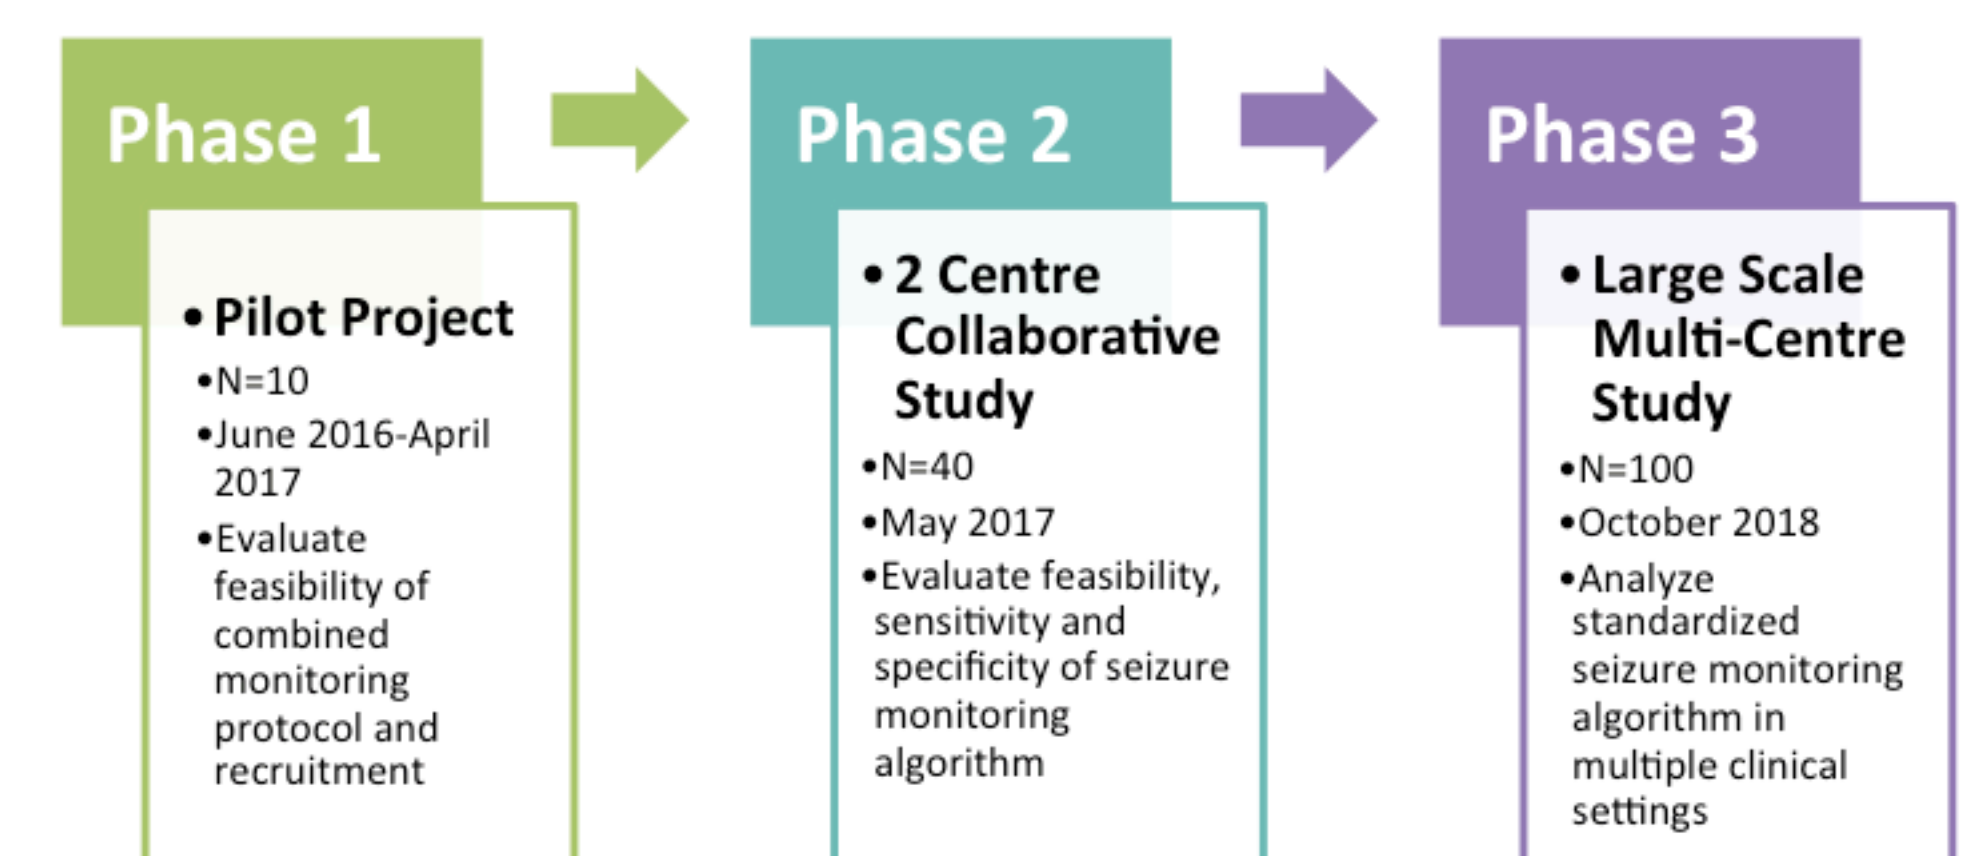 Phase 1
• Pilot Project
•N=10
•June 2016-April
2017
•Evaluate
feasibility of
combined
monitoring
protocol and
recruitment
Phase 2
• 2 Centre
Collaborative
Study
•N=40
•May 2017
•Evaluate feasibility,
sensitivity and
specificity of seizure
monitoring
algorithm
Phase 3
• Large Scale
Multi-Centre
Study
•N=100
•October 2018
•Analyze
standardized
seizure monitoring
algorithm in
multiple clinical
settings